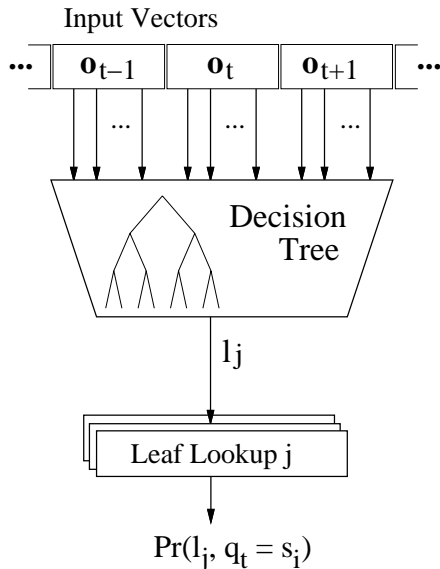 Input Vectors
... o_{t−1} o_t o_{t+1} ...
... ... ...
Decision
Tree
l_j
Leaf Lookup j
Pr(l_j, q_t = s_i)